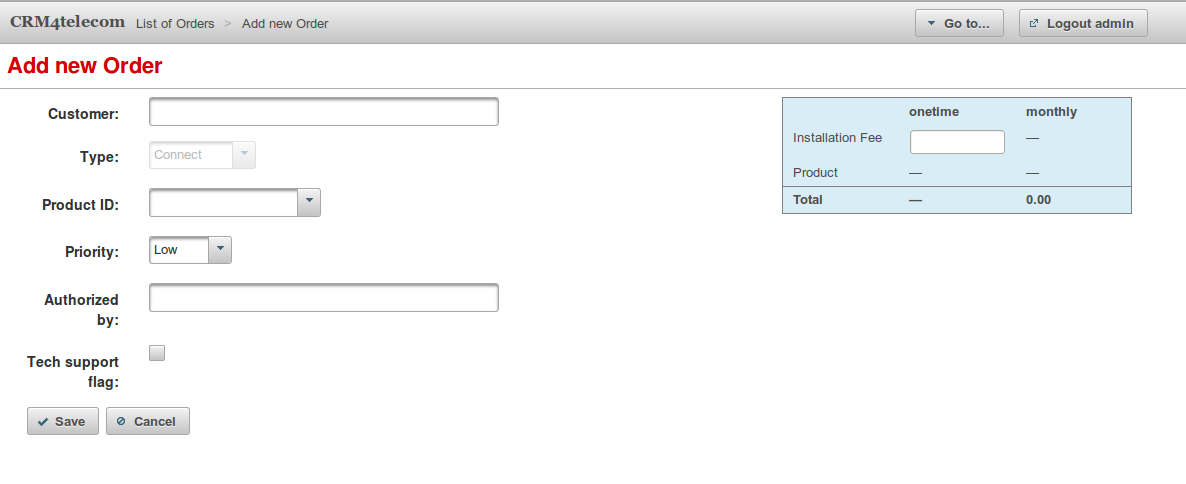 CRM4telecom List of Orders > Add new Order Go to... Logout admin
Add new Order
Customer:
Type: Connect
Product ID:
Priority: Low
Authorized
by:
Tech support
flag:
Save Cancel
onetime monthly
Installation Fee —
Product — —
Total — 0.00